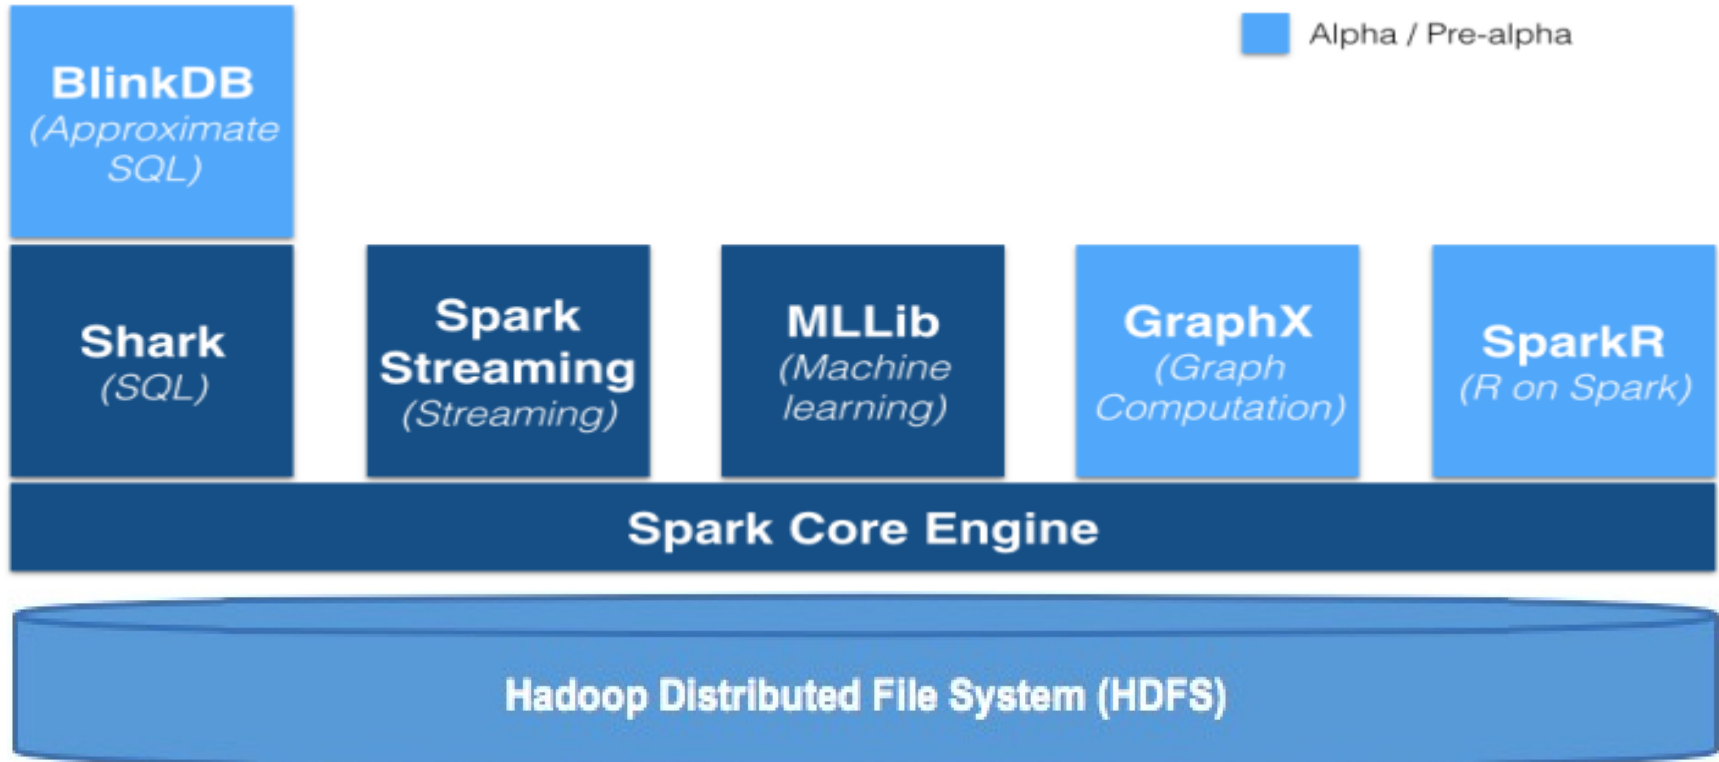 Alpha / Pre-alpha
BlinkDB
(Approximate
SQL)
Shark
(SQL)
Spark
Streaming
(Streaming)
MLLib
(Machine
learning)
GraphX
(Graph
Computation)
SparkR
(R on Spark)
Spark Core Engine
Hadoop Distributed File System (HDFS)